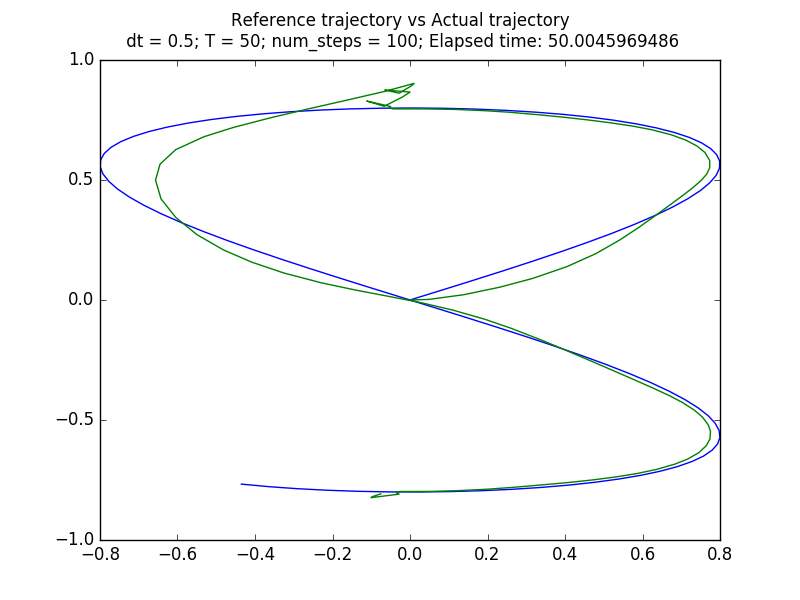 Reference trajectory vs Actual trajectory
dt = 0.5; T = 50; num_steps = 100; Elapsed time: 50.0045969486
1.0
0.5
0.0
−0.5
−1.0
−0.8 −0.6 −0.4 −0.2 0.0 0.2 0.4 0.6 0.8